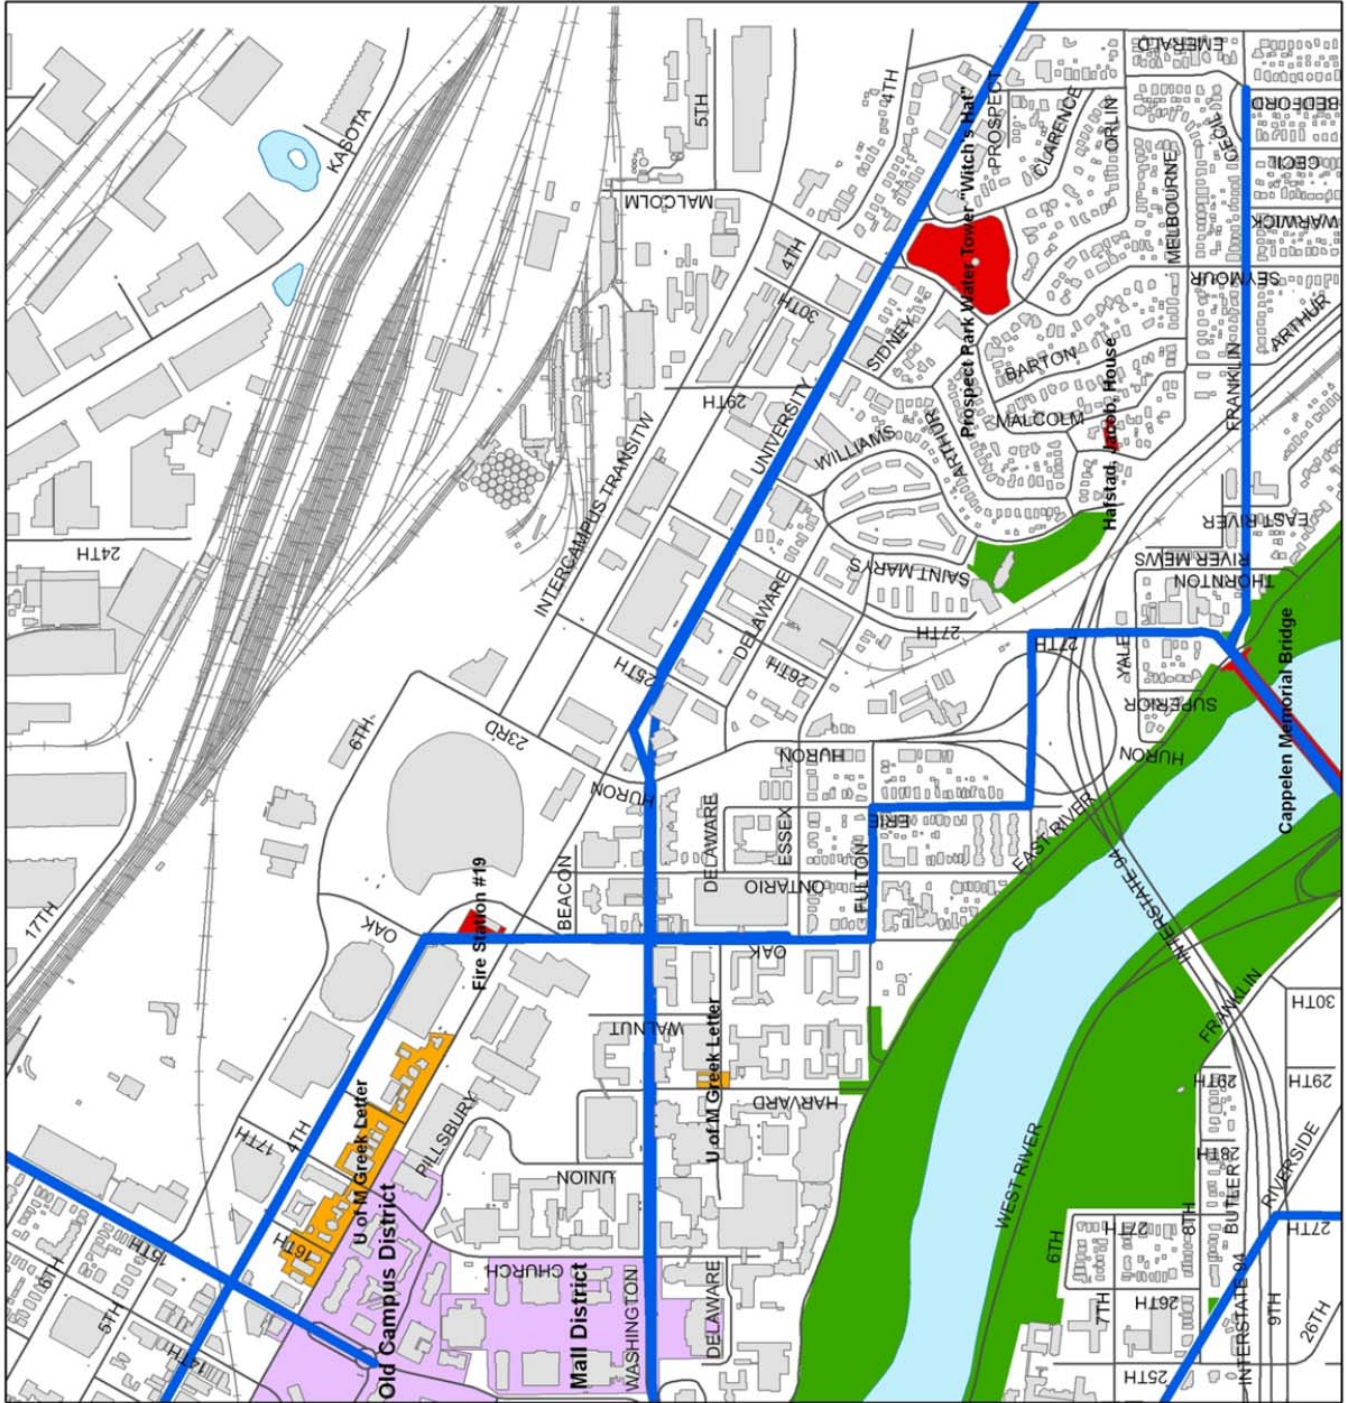 EMERALD
BEDFORD
CECIL
CECIL
WARWICK
KASOTA
5TH
4TH
PROSPECT
CLARENCE
ORLIN
MELBOURNE
MALCOLM
4TH
30TH
SIDNEY
Prospect Park Water Tower "Witch's Hat"
SEYMOUR
ARTHUR
BARTON
FRANKLIN
29TH
UNIVERSITY
WILLIAMS
ARTHUR
MALCOLM
Hafstad, Jacob, House
INTERCAMPUS TRANSITW
24TH
EAST RIVER
RIVER MEWS
THORNTON
SAINT MARYS
DELAWARE
27TH
27TH
YALE
25TH
26TH
SUPERIOR
Cappelen Memorial Bridge
6TH
23RD
HURON
HURON
HURON
DELAWARE
ESSEX
ERIE
EAST RIVER
17TH
OAK
Fire Station #19
BEACON
ONTARIO
FULTON
INTERSTATE 94
OAK
WALNUT
U of M Greek Letter
FRANKLIN
30TH
HARVARD
29TH
29TH
17TH
4TH
U of M Greek Letter
PILLSBURY
UNION
WEST RIVER
28TH
BUTLER
RIVERSIDE
15TH
16TH
6TH
5TH
14TH
Old Campus District
CHURCH
Mall District
WASHINGTON
DELAWARE
6TH
27TH
8TH
27TH
7TH
26TH
25TH
INTERSTATE 94
9TH
26TH